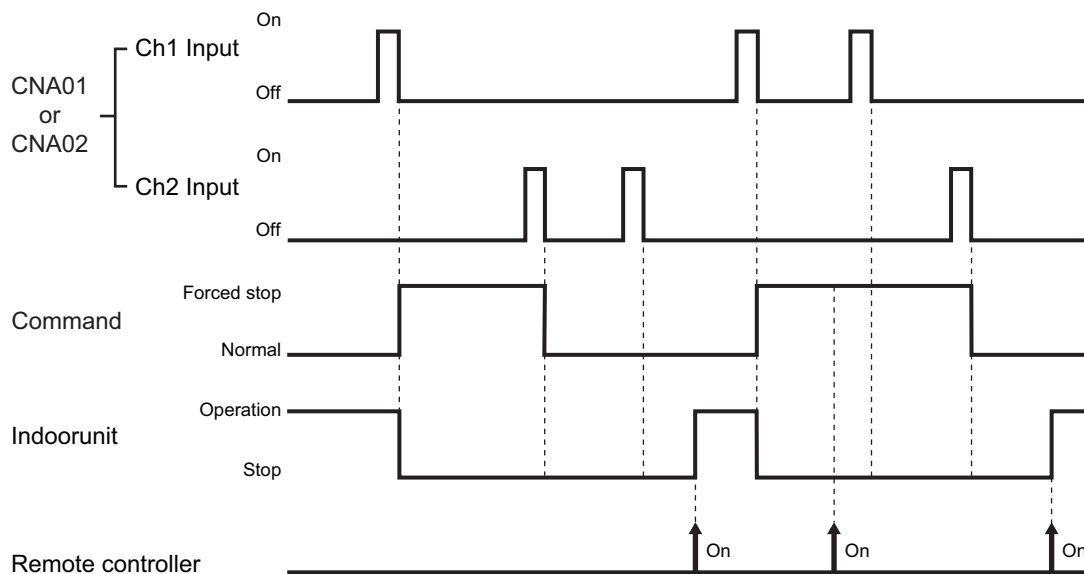 On
Ch1 Input
CNA01
or
CNA02
Off
On
Ch2 Input
Off
Forced stop
Command
Normal
Operation
Indoorunit
Stop
On
On
On
Remote controller